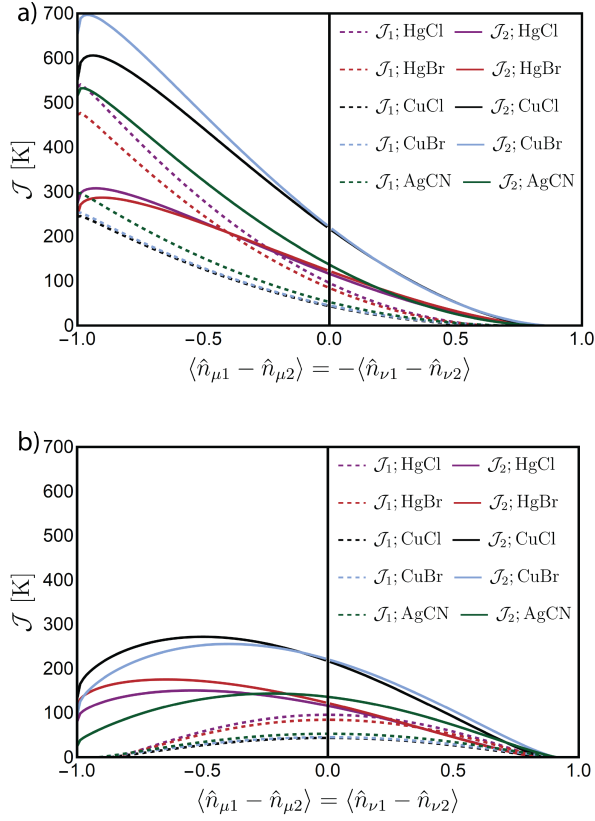 a)
700
600
500
400
300
200
100
0
𝒥 [K]
𝒥₁; HgCl 𝒥₂; HgCl
𝒥₁; HgBr 𝒥₂; HgBr
𝒥₁; CuCl 𝒥₂; CuCl
𝒥₁; CuBr 𝒥₂; CuBr
𝒥₁; AgCN 𝒥₂; AgCN
−1.0 −0.5 0.0 0.5 1.0
⟨n̂μ1 − n̂μ2⟩ = −⟨n̂ν1 − n̂ν2⟩
b)
700
600
500
400
300
200
100
0
𝒥 [K]
𝒥₁; HgCl 𝒥₂; HgCl
𝒥₁; HgBr 𝒥₂; HgBr
𝒥₁; CuCl 𝒥₂; CuCl
𝒥₁; CuBr 𝒥₂; CuBr
𝒥₁; AgCN 𝒥₂; AgCN
−1.0 −0.5 0.0 0.5 1.0
⟨n̂μ1 − n̂μ2⟩ = ⟨n̂ν1 − n̂ν2⟩